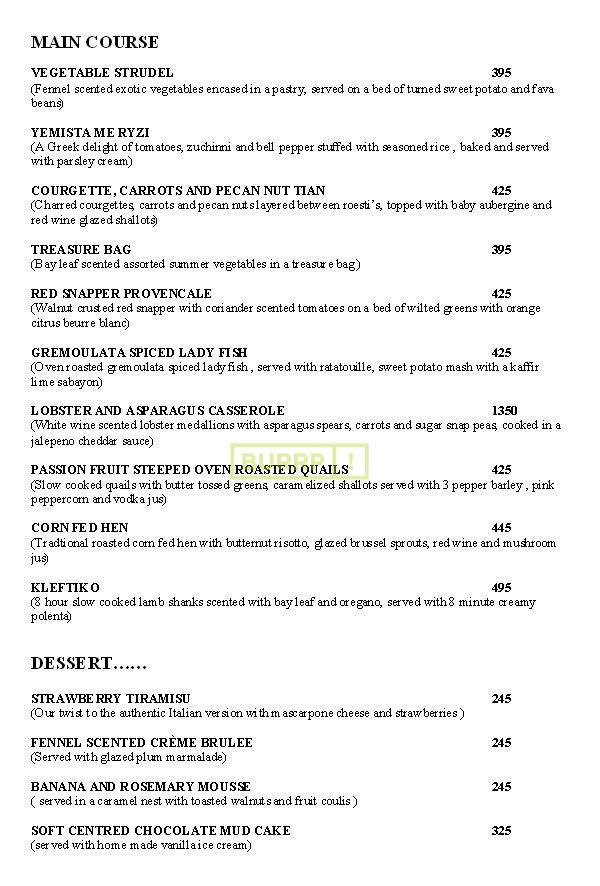 MAIN COURSE
VEGETABLE STRUDEL 395
(Fennel scented exotic vegetables encased in a pastry, served on a bed of turned sweet potato and fava
beans)
YEMISTA ME RYZI 395
(A Greek delight of tomatoes, zuchinni and bell pepper stuffed with seasoned rice , baked and served
with parsley cream)
COURGETTE, CARROTS AND PECAN NUT TIAN 425
(Charred courgettes, carrots and pecan nuts layered between roesti's, topped with baby aubergine and
red wine glazed shallots)
TREASURE BAG 395
(Bay leaf scented assorted summer vegetables in a treasure bag)
RED SNAPPER PROVENCALE 425
(Walnut crusted red snapper with coriander scented tomatoes on a bed of wilted greens with orange
citrus beurre blanc)
GREMOULATA SPICED LADY FISH 425
(Oven roasted gremoulata spiced lady fish , served with ratatouille, sweet potato mash with a kaffir
lime sabayon)
LOBSTER AND ASPARAGUS CASSEROLE 1350
(White wine scented lobster medallions with asparagus spears, carrots and sugar snap peas, cooked in a
jalepeno cheddar sauce)
BURRP!
PASSION FRUIT STEEPED OVEN ROASTED QUAILS 425
(Slow cooked quails with butter tossed greens, caramelized shallots served with 3 pepper barley , pink
peppercorn and vodka jus)
CORN FED HEN 445
(Tradtional roasted corn fed hen with butternut risotto, glazed brussel sprouts, red wine and mushroom
jus)
KLEFTIKO 495
(8 hour slow cooked lamb shanks scented with bay leaf and oregano, served with 8 minute creamy
polenta)
DESSERT......
STRAWBERRY TIRAMISU 245
(Our twist to the authentic Italian version with mascarpone cheese and strawberries )
FENNEL SCENTED CRÈME BRULEE 245
(Served with glazed plum marmalade)
BANANA AND ROSEMARY MOUSSE 245
( served in a caramel nest with toasted walnuts and fruit coulis )
SOFT CENTRED CHOCOLATE MUD CAKE 325
(served with home made vanilla ice cream)